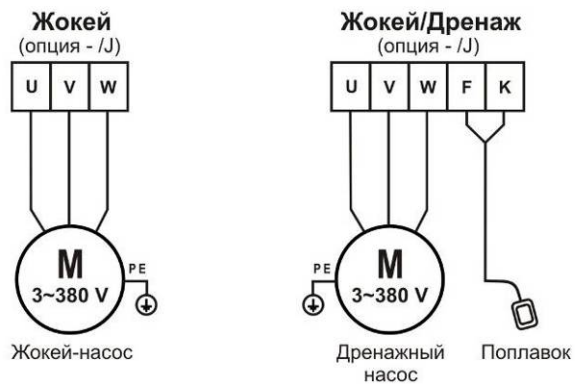 Жокей
(опция - /J)
U V W
M
3~380 V
PE
Жокей-насос
Жокей/Дренаж
(опция - /J)
U V W F K
PE
M
3~380 V
Дренажный
насос
Поплавок